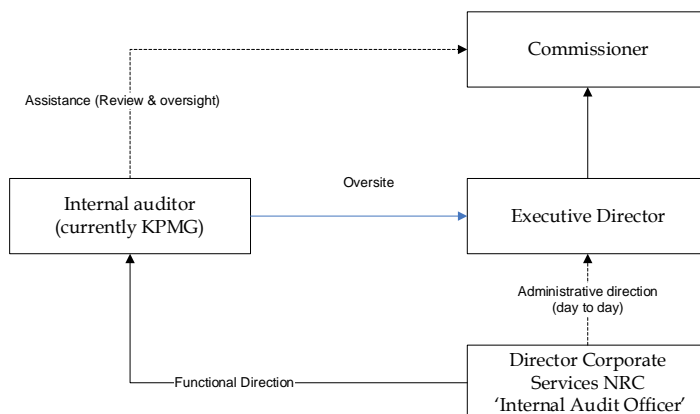 Commissioner
Assistance (Review & oversight)
Internal auditor
(currently KPMG)
Oversite
Executive Director
Administrative direction
(day to day)
Director Corporate
Services NRC
‘Internal Audit Officer’
Functional Direction